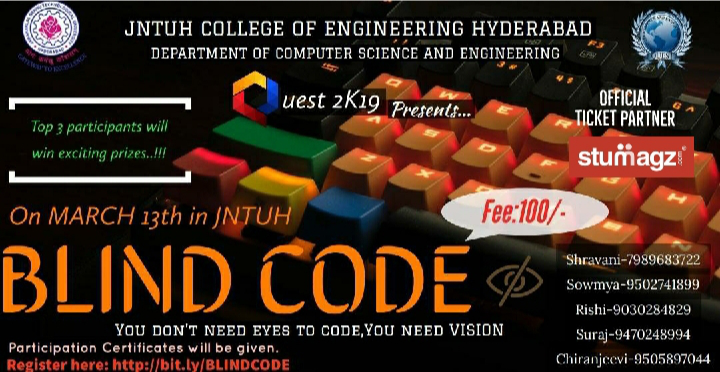 JNTUH COLLEGE OF ENGINEERING HYDERABAD
DEPARTMENT OF COMPUTER SCIENCE AND ENGINEERING
Quest 2K19 Presents...
Top 3 participants will
win exciting prizes..!!!
OFFICIAL
TICKET PARTNER
stumagz
On MARCH 13th in JNTUH
Fee:100/-
BLIND CODE
YOU DON'T NEED EYES TO CODE,YOU NEED VISION
Participation Certificates will be given.
Register here: http://bit.ly/BLINDCODE
Shravani-7989683722
Sowmya-9502741899
Rishi-9030284829
Suraj-9470248994
Chiranjeevi-9505897044